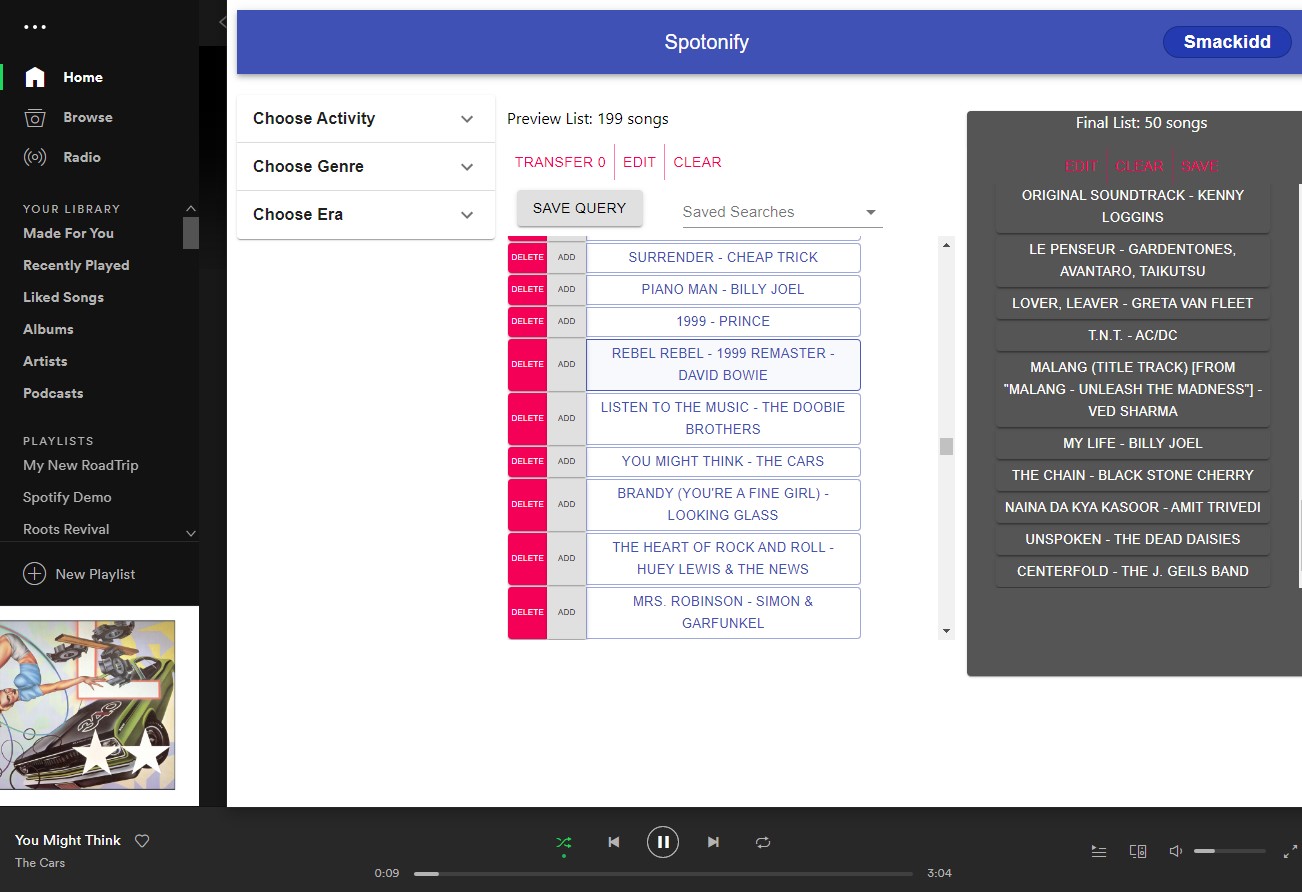 Home
Browse
Radio
YOUR LIBRARY
Made For You
Recently Played
Liked Songs
Albums
Artists
Podcasts
PLAYLISTS
My New RoadTrip
Spotify Demo
Roots Revival
New Playlist
240
Spotonify
Smackidd
Choose Activity
Choose Genre
Choose Era
Preview List: 199 songs
TRANSFER 0
EDIT
CLEAR
SAVE QUERY
Saved Searches
DELETE ADD SURRENDER - CHEAP TRICK
DELETE ADD PIANO MAN - BILLY JOEL
DELETE ADD 1999 - PRINCE
DELETE ADD REBEL REBEL - 1999 REMASTER -
DAVID BOWIE
DELETE ADD LISTEN TO THE MUSIC - THE DOOBIE
BROTHERS
DELETE ADD YOU MIGHT THINK - THE CARS
DELETE ADD BRANDY (YOU'RE A FINE GIRL) -
LOOKING GLASS
DELETE ADD THE HEART OF ROCK AND ROLL -
HUEY LEWIS & THE NEWS
DELETE ADD MRS. ROBINSON - SIMON &
GARFUNKEL
Final List: 50 songs
EDIT
CLEAR
SAVE
ORIGINAL SOUNDTRACK - KENNY
LOGGINS
LE PENSEUR - GARDENTONES,
AVANTARO, TAIKUTSU
LOVER, LEAVER - GRETA VAN FLEET
T.N.T. - AC/DC
MALANG (TITLE TRACK) [FROM
"MALANG - UNLEASH THE MADNESS"] -
VED SHARMA
MY LIFE - BILLY JOEL
THE CHAIN - BLACK STONE CHERRY
NAINA DA KYA KASOOR - AMIT TRIVEDI
UNSPOKEN - THE DEAD DAISIES
CENTERFOLD - THE J. GEILS BAND
You Might Think
The Cars
0:09
3:04